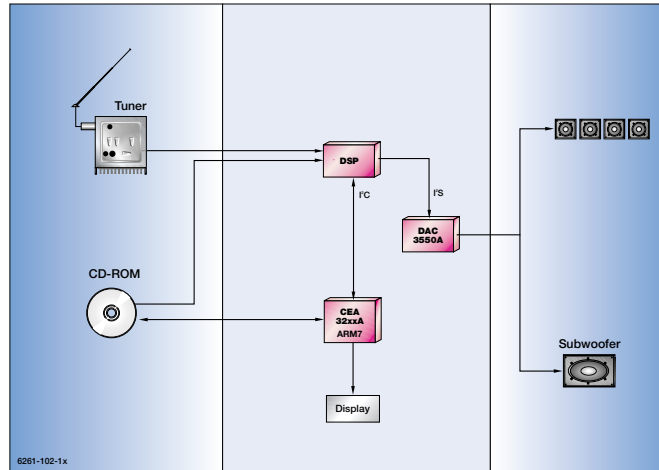 Tuner
DSP
I²C
I²S
DAC
3550A
CD-ROM
CEA
32xxA
ARM7
Subwoofer
Display
6261-102-1x